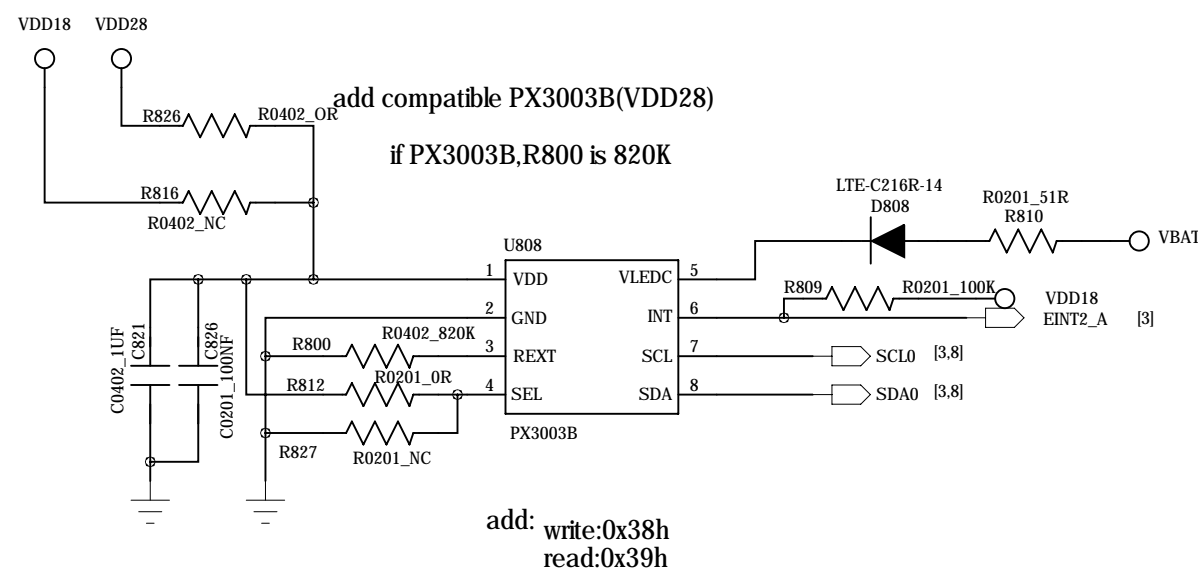 VDD18 VDD28
add compatible PX3003B(VDD28)
R826 R0402_OR
if PX3003B,R800 is 820K
R816
R0402_NC
LTE-C216R-14
D808
R0201_51R
R810
VBAT
U808
1 VDD VLEDC 5
2 GND INT 6
3 REXT SCL 7
4 SEL SDA 8
PX3003B
R809 R0201_100K
VDD18
EINT2_A [3]
SCL0 [3,8]
SDA0 [3,8]
R0402_820K
R800
R812 R0201_0R
R827 R0201_NC
C0402_1UF
C821
C826
C0201_100NF
add: write:0x38h
read:0x39h